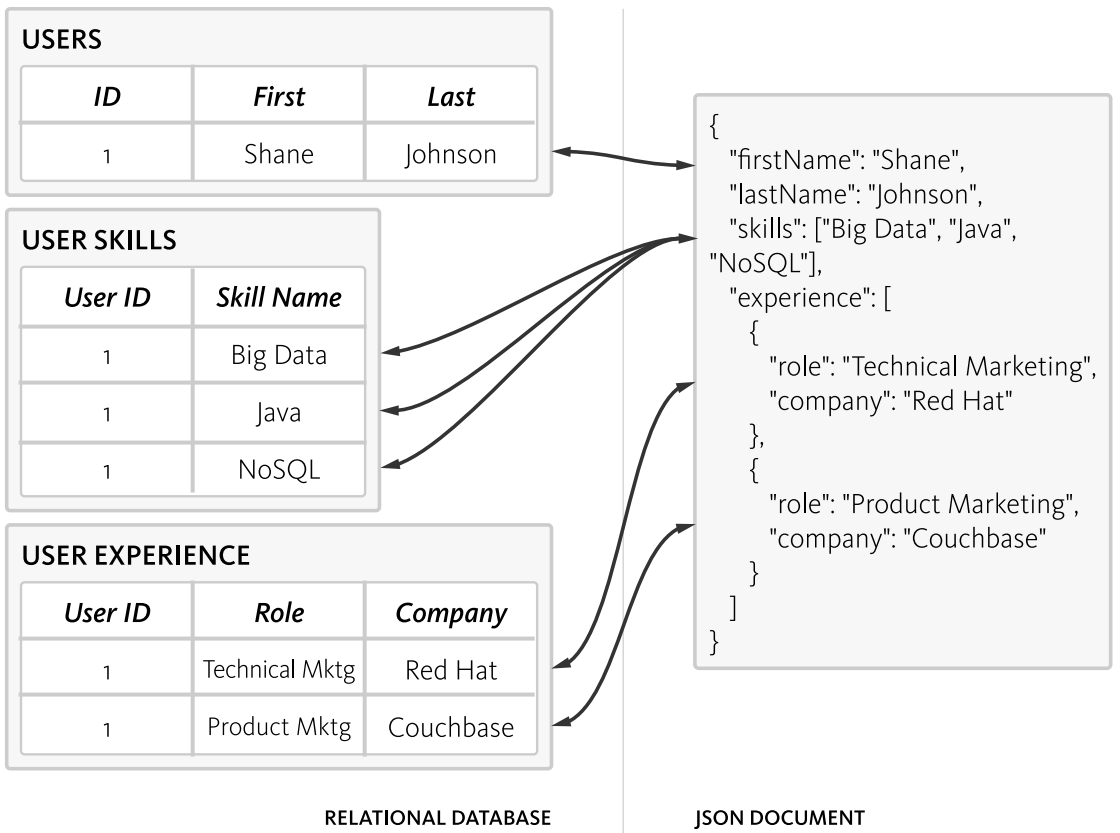 USERS
ID First Last
1 Shane Johnson
USER SKILLS
User ID Skill Name
1 Big Data
1 Java
1 NoSQL
USER EXPERIENCE
User ID Role Company
1 Technical Mktg Red Hat
1 Product Mktg Couchbase
RELATIONAL DATABASE
{
"firstName": "Shane",
"lastName": "Johnson",
"skills": ["Big Data", "Java",
"NoSQL"],
"experience": [
{
"role": "Technical Marketing",
"company": "Red Hat"
},
{
"role": "Product Marketing",
"company": "Couchbase"
}
]
}
JSON DOCUMENT